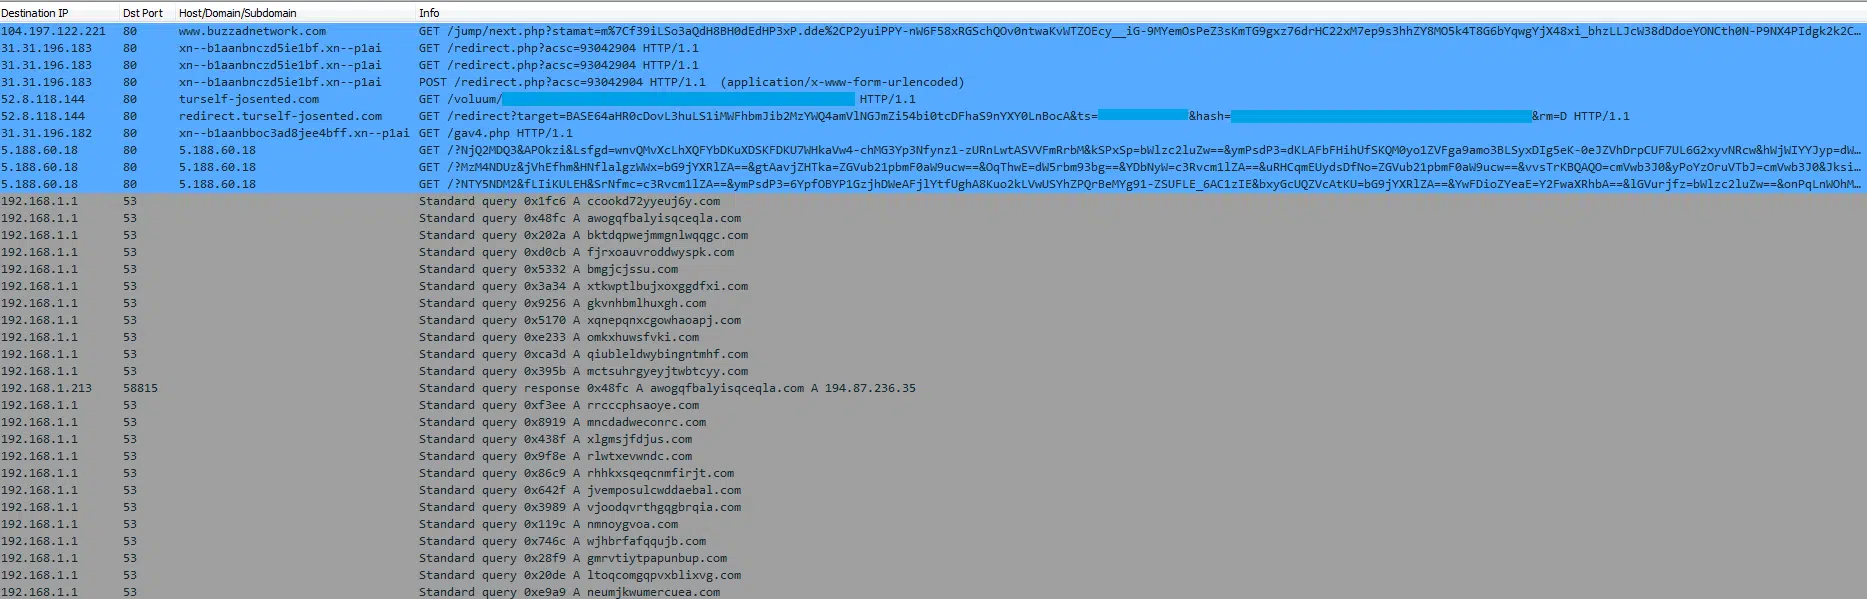 Destination IP Dst Port Host/Domain/Subdomain Info
104.197.122.221 80 www.buzzadnetwork.com GET /jump/next.php?stamat=m%7Cf39iLSo3aQdH8BH0dEdHP3xP.dde%2CP2yuiPPY-nW6F58xRGSchQOv0ntwaKvWTZOEcy__iG-9MYemOsPeZ3sKmTG9gxz76drHC22xM7ep9s3hhZY8MO5k4T8G6bYqwgYjX48xi_bhzLLJcW38dDdoeYONCth0N-P9NX4PIdgk2k2C...
31.31.196.183 80 xn--b1aanbnczd5ie1bf.xn--p1ai GET /redirect.php?acsc=93042904 HTTP/1.1
31.31.196.183 80 xn--b1aanbnczd5ie1bf.xn--p1ai GET /redirect.php?acsc=93042904 HTTP/1.1
31.31.196.183 80 xn--b1aanbnczd5ie1bf.xn--p1ai POST /redirect.php?acsc=93042904 HTTP/1.1 (application/x-www-form-urlencoded)
52.8.118.144 80 turself-josented.com GET /voluum/ HTTP/1.1
52.8.118.144 80 redirect.turself-josented.com GET /redirect?target=BASE64aHR0cDovL3huLS1iMWFhbmJib2MzYWQ4amVlNGJmZi54bi0tcDFhaS9nYXY0LnBocA&ts= &hash= &rm=D HTTP/1.1
31.31.196.182 80 xn--b1aanbboc3ad8jee4bff.xn--p1ai GET /gav4.php HTTP/1.1
5.188.60.18 80 5.188.60.18 GET /?NjQ2MDQ3&APOkzi&Lsfgd=wnvQMvXcLhXQFYbDKuXDSKFDKU7WHkaVw4-chMG3Yp3Nfynz1-zURnLwtASVVFmRrbM&kSPxSp=bWlzc2luZw==&ymPsdP3=dKLAFbFHihUfSKQM0yo1ZVFga9amo3BLSyxDIg5eK-0eJZVhDrpCUF7UL6G2xyvNRcw&hWjWIYYJyp=dW...
5.188.60.18 80 5.188.60.18 GET /?MzM4NDUz&jVhEfhm&HNflalgzWWx=bG9jYXRlZA==&gtAavjZHTka=ZGVub21pbmF0aW9ucw==&OqThwE=dW5rbm93bg==&YDbNyW=c3Rvcm1lZA==&uRHCqmEUydsDfNo=ZGVub21pbmF0aW9ucw==&vvsTrKBQAQO=cmVwb3J0&yPoYzOruVTbJ=cmVwb3J0&Jksi...
5.188.60.18 80 5.188.60.18 GET /?NTY5NDM2&fLIiKULEH&SrNfmc=c3Rvcm1lZA==&ymPsdP3=6YpfOBYP1GzjhDWeAFjlYtfUghA8Kuo2kLVwUSYhZPQrBeMYg91-ZSUFLE_6AC1zIE&bxyGcUQZVcAtKU=bG9jYXRlZA==&YwFDioZYeaE=Y2FwaXRhbA==&lGVurjfz=bWlzc2luZw==&onPqLnWOhM...
192.168.1.1 53 Standard query 0x1fc6 A ccookd72yyeuj6y.com
192.168.1.1 53 Standard query 0x48fc A awogqfbalyisqceqla.com
192.168.1.1 53 Standard query 0x202a A bktdqpwejmmgnlwqqgc.com
192.168.1.1 53 Standard query 0xd0cb A fjrxoauvroddwyspk.com
192.168.1.1 53 Standard query 0x5332 A bmgjcjssu.com
192.168.1.1 53 Standard query 0x3a34 A xtkwptlbujxoxggdfxi.com
192.168.1.1 53 Standard query 0x9256 A gkvnhbmlhuxgh.com
192.168.1.1 53 Standard query 0x5170 A xqnepqnxcgowhaoapj.com
192.168.1.1 53 Standard query 0xe233 A omkxhuwsfvki.com
192.168.1.1 53 Standard query 0xca3d A qiubleldwybingntmhf.com
192.168.1.1 53 Standard query 0x395b A mctsuhrgyeyjtwbtcyy.com
192.168.1.213 58815 Standard query response 0x48fc A awogqfbalyisqceqla.com A 194.87.236.35
192.168.1.1 53 Standard query 0xf3ee A rrcccphsaoye.com
192.168.1.1 53 Standard query 0x8919 A mncdadweconrc.com
192.168.1.1 53 Standard query 0x438f A xlgmsjfdjus.com
192.168.1.1 53 Standard query 0x9f8e A rlwtxevwndc.com
192.168.1.1 53 Standard query 0x86c9 A rhhkxsqeqcnmfirjt.com
192.168.1.1 53 Standard query 0x642f A jvemposulcwddaebal.com
192.168.1.1 53 Standard query 0x3989 A vjoodqvrthgqgbrqia.com
192.168.1.1 53 Standard query 0x119c A nmnoygvoa.com
192.168.1.1 53 Standard query 0x746c A wjhbrfafqqujb.com
192.168.1.1 53 Standard query 0x28f9 A gmrvtiytpapunbup.com
192.168.1.1 53 Standard query 0x20de A ltoqcomgqpvxblixvg.com
192.168.1.1 53 Standard query 0xe9a9 A neumjkwumercuea.com